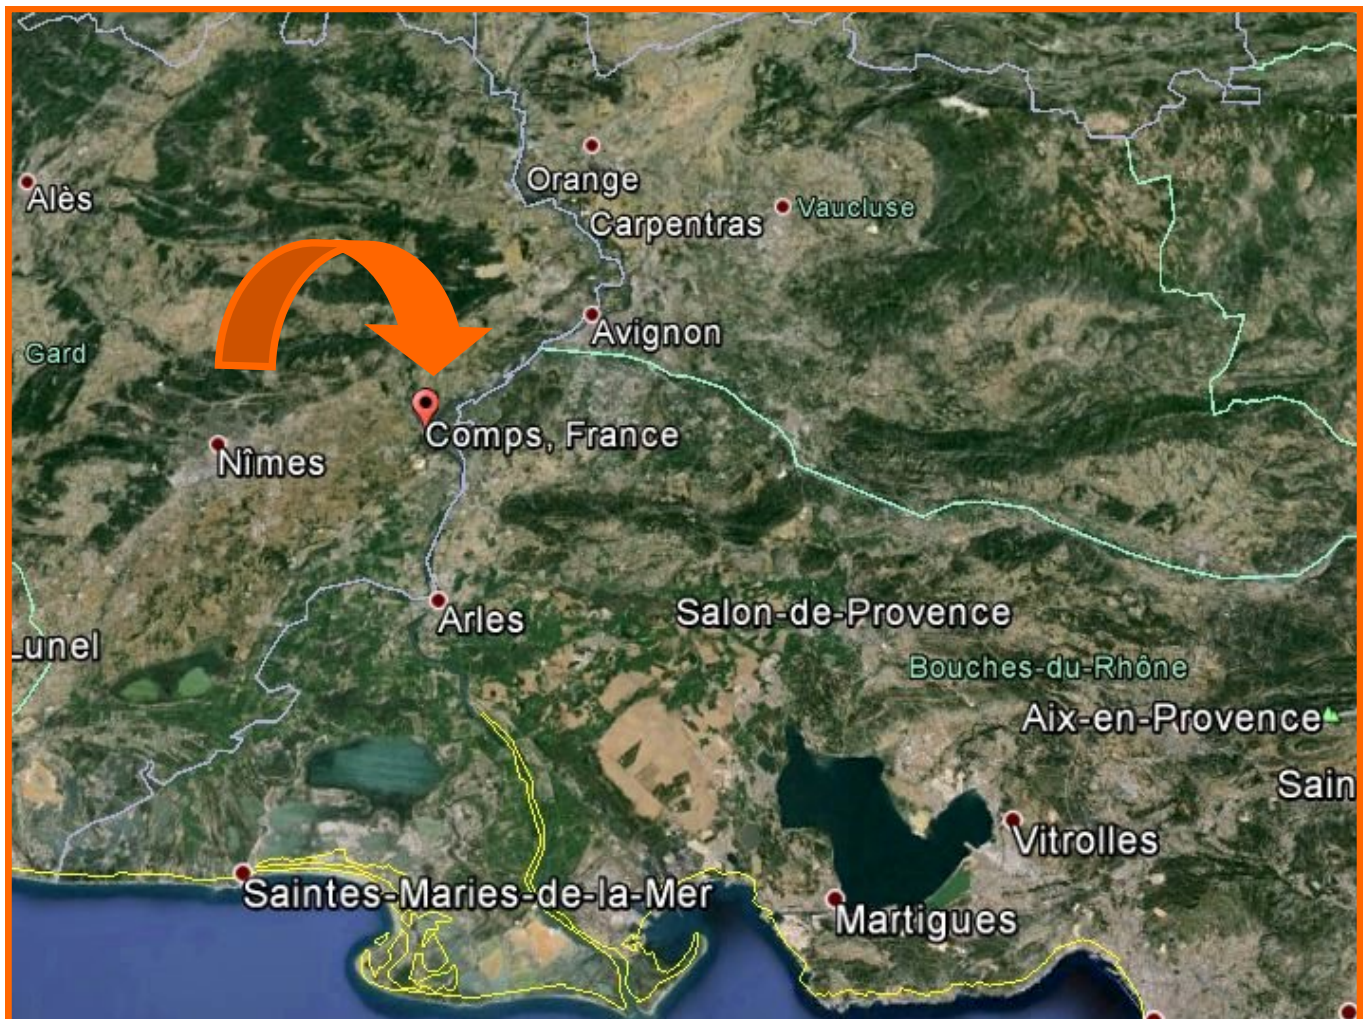 Orange
Alès
Vaucluse
Carpentras
Avignon
Gard
Comps, France
Nîmes
Arles
Salon-de-Provence
Lunel
Bouches-du-Rhône
Aix-en-Provence
Sain
Vitrolles
Saintes-Maries-de-la-Mer
Martigues